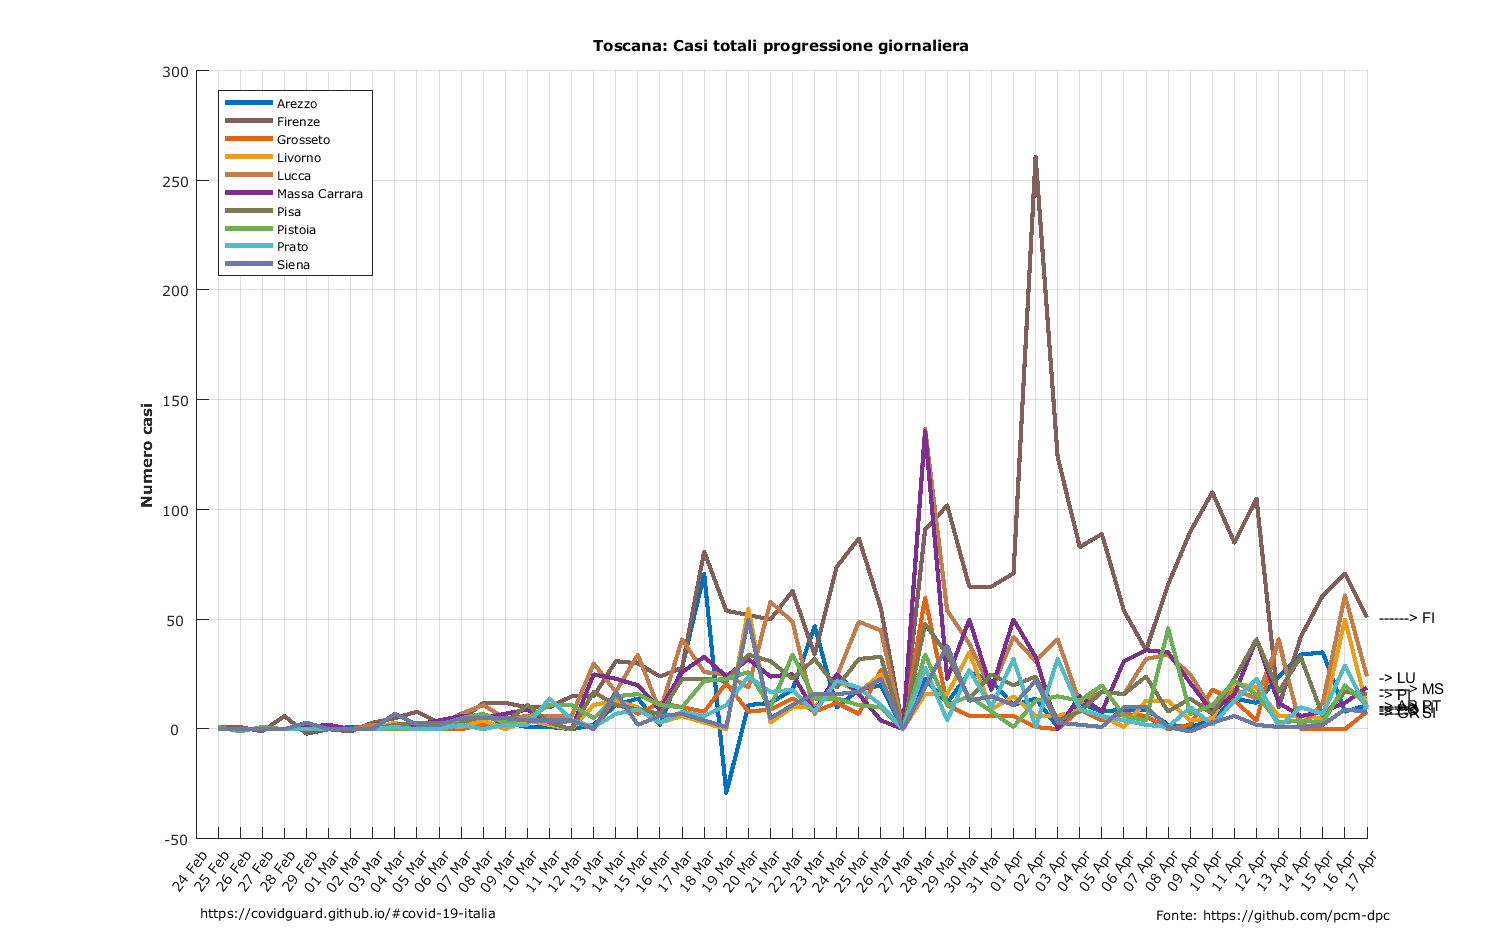 Toscana: Casi totali progressione giornaliera
300
250
200
150
100
50
0
-50
Numero casi
Arezzo
Firenze
Grosseto
Livorno
Lucca
Massa Carrara
Pisa
Pistoia
Prato
Siena
------> FI
-> LU
-----> MS
-> PI
PT
SI
24 Feb
25 Feb
26 Feb
27 Feb
28 Feb
29 Feb
01 Mar
02 Mar
03 Mar
04 Mar
05 Mar
06 Mar
07 Mar
08 Mar
09 Mar
10 Mar
11 Mar
12 Mar
13 Mar
14 Mar
15 Mar
16 Mar
17 Mar
18 Mar
19 Mar
20 Mar
21 Mar
22 Mar
23 Mar
24 Mar
25 Mar
26 Mar
27 Mar
28 Mar
29 Mar
30 Mar
31 Mar
01 Apr
02 Apr
03 Apr
04 Apr
05 Apr
06 Apr
07 Apr
08 Apr
09 Apr
10 Apr
11 Apr
12 Apr
13 Apr
14 Apr
15 Apr
16 Apr
17 Apr
https://covidguard.github.io/#covid-19-italia
Fonte: https://github.com/pcm-dpc